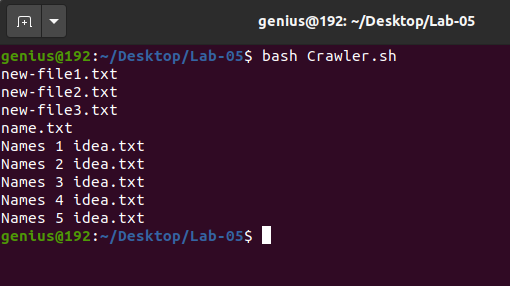 genius@192: ~/Desktop/Lab-05
genius@192:~/Desktop/Lab-05$ bash Crawler.sh
new-file1.txt
new-file2.txt
new-file3.txt
name.txt
Names 1 idea.txt
Names 2 idea.txt
Names 3 idea.txt
Names 4 idea.txt
Names 5 idea.txt
genius@192:~/Desktop/Lab-05$